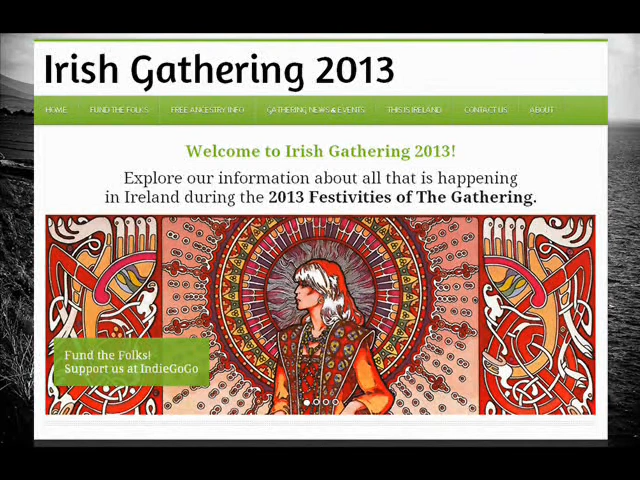 Irish Gathering 2013
HOME FUND THE FOLKS FREE ANCESTRY INFO GATHERING NEWS & EVENTS THIS IS IRELAND CONTACT US ABOUT
Welcome to Irish Gathering 2013!
Explore our information about all that is happening
in Ireland during the 2013 Festivities of The Gathering.
Fund the Folks!
Support us at IndieGoGo